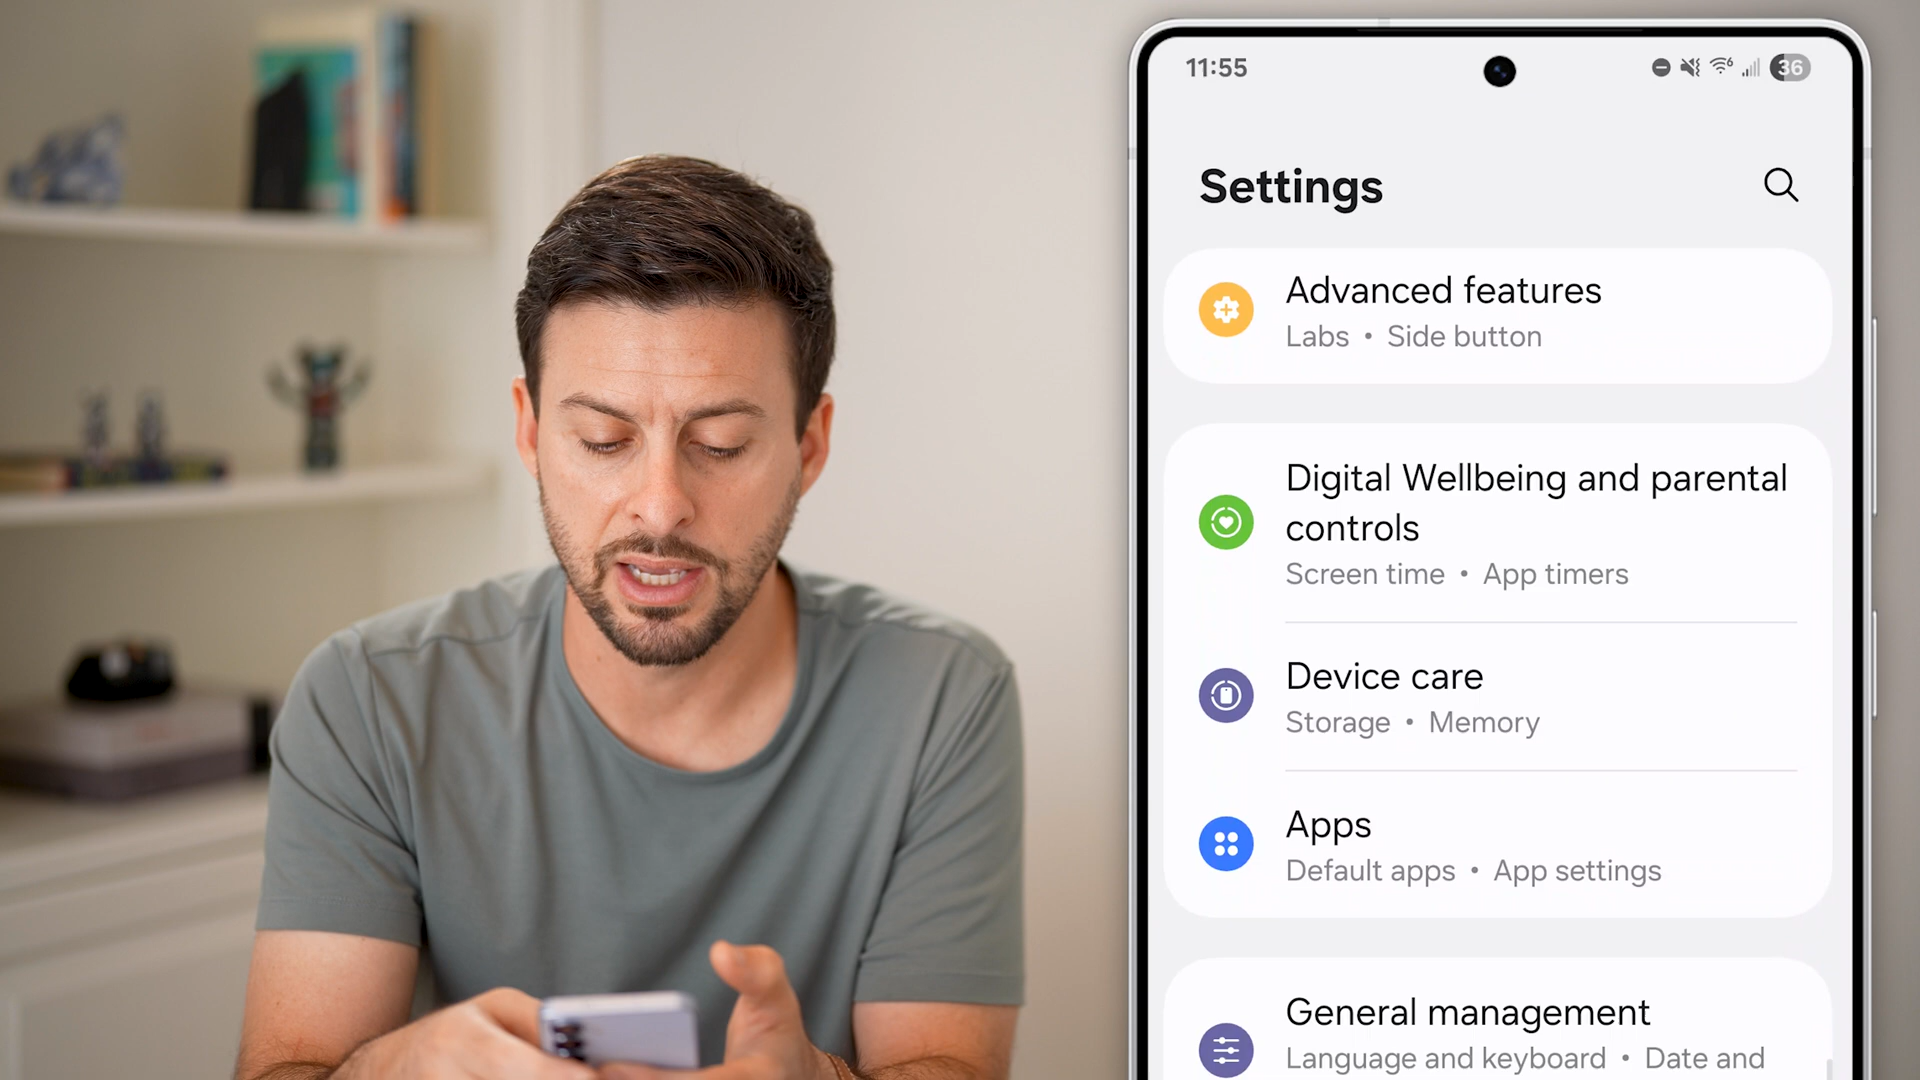 11:55
36
Settings
Advanced features
Labs • Side button
Digital Wellbeing and parental
controls
Screen time • App timers
Device care
Storage • Memory
Apps
Default apps • App settings
General management
Language and keyboard • Date and